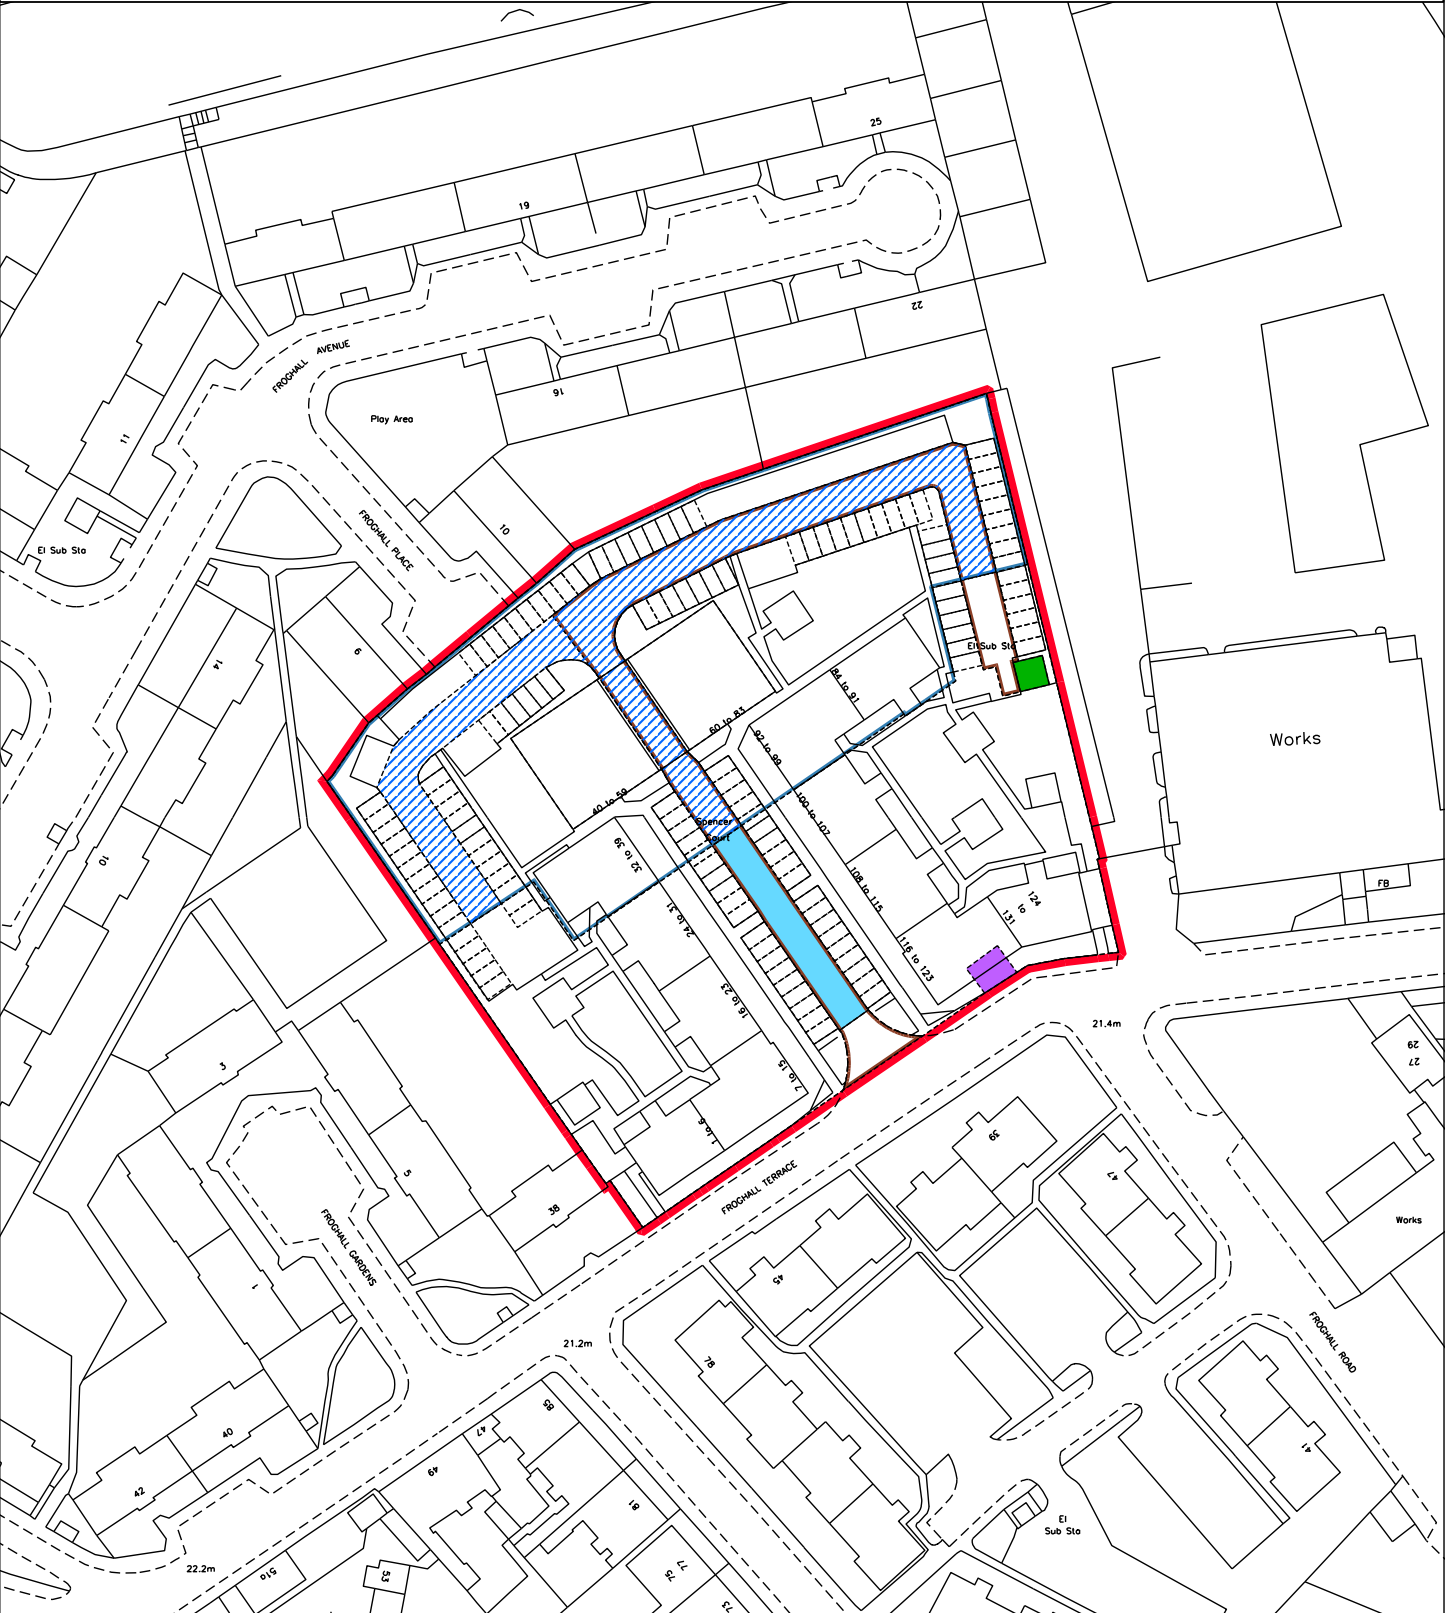 25
19
22
FROGHALL AVENUE
16
Play Area
11
10
FROGHALL PLACE
El Sub Sta
9
14
El Sub Sta
84 to 91
60 to 83
92 to 99
Works
40 to 59
100 to 107
Spencer
Court
32 to 39
10
108 to 115
FB
124
to
131
24 to 31
116 to 123
16 to 23
21.4m
29
27
3
7 to 15
1 to 6
39
47
5
FROGHALL TERRACE
38
Works
FROGHALL GARDENS
1
45
21.2m
FROGHALL ROAD
78
85
47
40
41
49
42
81
El
Sub Sta
22.2m
51a
53
77
75
73